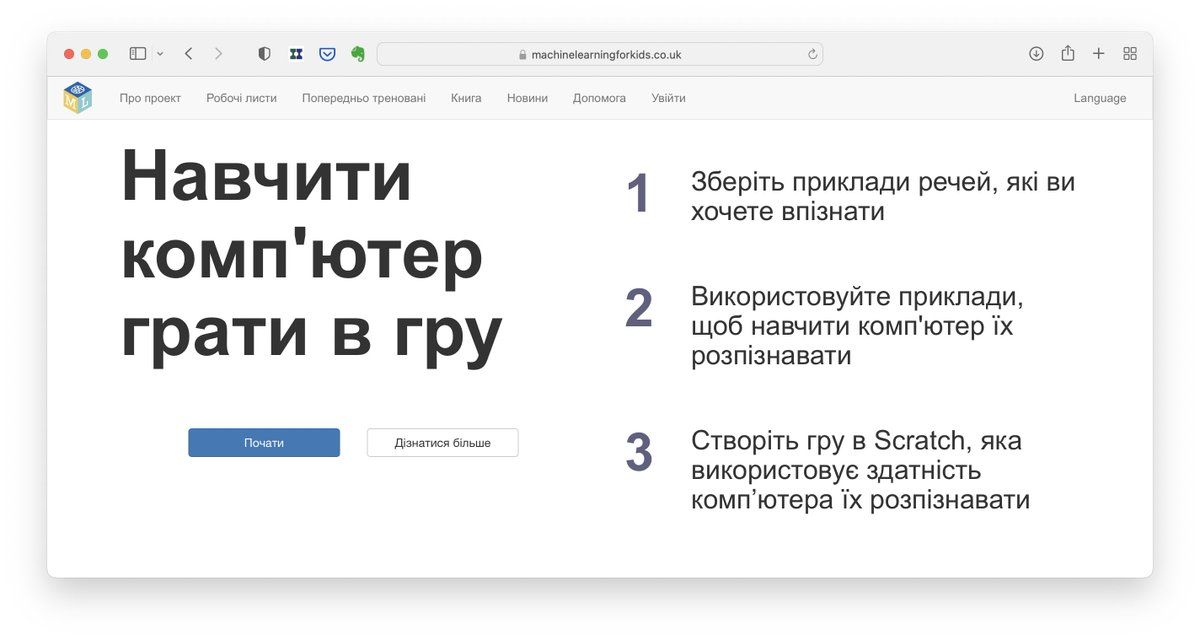 machinelearningforkids.co.uk
ML
Про проект
Робочі листи
Попередньо треновані
Книга
Новини
Допомога
Увійти
Language
Навчити
комп'ютер
грати в гру
Почати
Дізнатися більше
1
Зберіть приклади речей, які ви
хочете впізнати
2
Використовуйте приклади,
щоб навчити комп'ютер їх
розпізнавати
3
Створіть гру в Scratch, яка
використовує здатність
комп’ютера їх розпізнавати